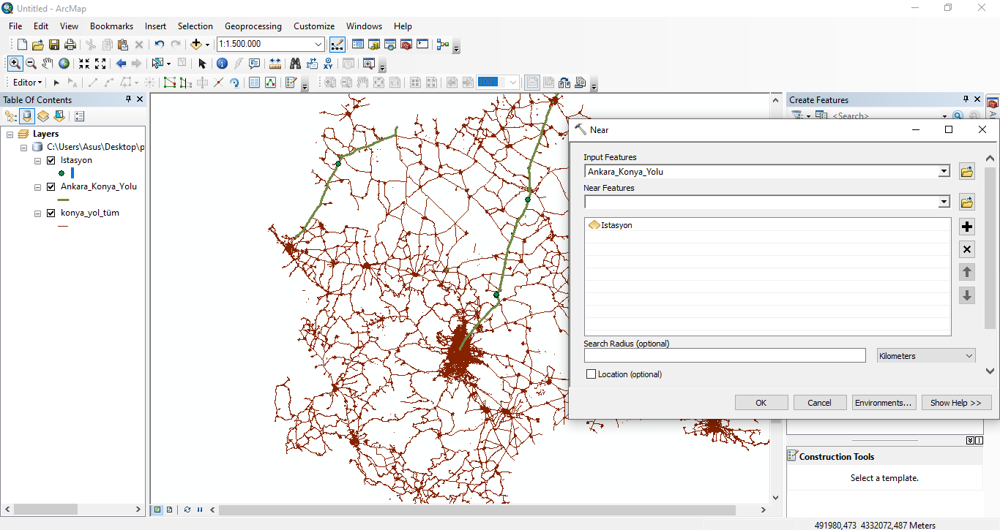 Untitled - ArcMap
File Edit View Bookmarks Insert Selection Geoprocessing Customize Windows Help
1:1.500.000
Editor
100%
Table Of Contents
Layers
C:\Users\Asus\Desktop\p
Istasyon
Ankara_Konya_Yolu
konya_yol_tüm
Create Features
<Search>
Near
Input Features
Ankara_Konya_Yolu
Near Features
Istasyon
Search Radius (optional)
Kilometers
Location (optional)
OK Cancel Environments... Show Help >>
Construction Tools
Select a template.
491980,473 4332072,487 Meters